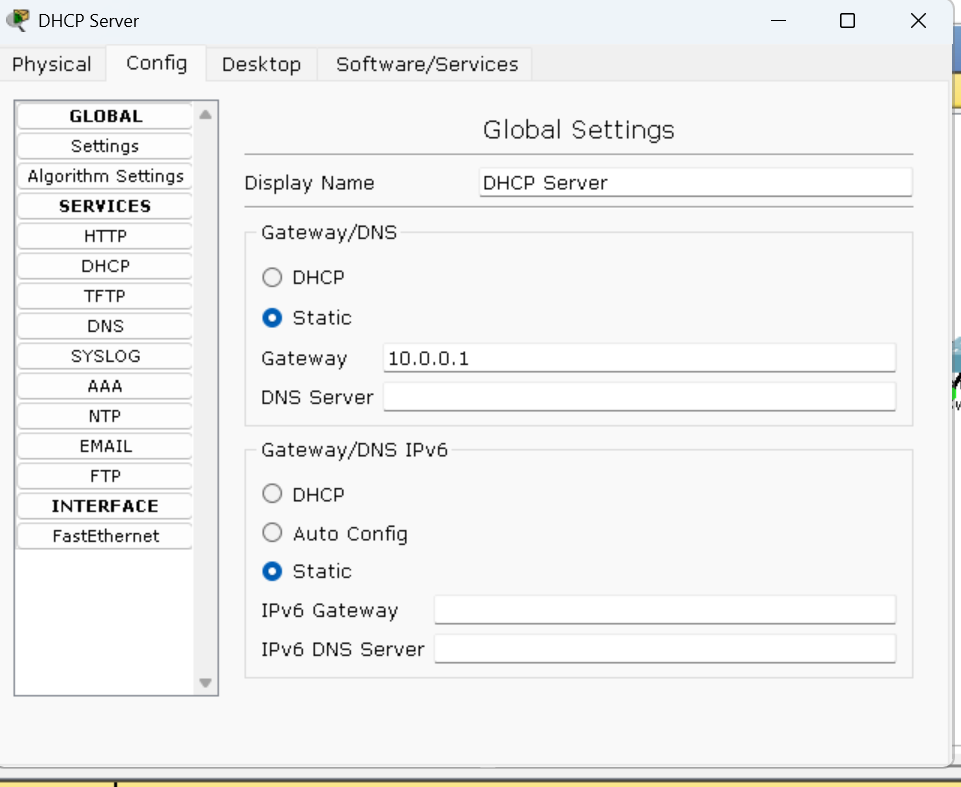 DHCP Server
Physical Config Desktop Software/Services
GLOBAL
Settings
Algorithm Settings
SERVICES
HTTP
DHCP
TFTP
DNS
SYSLOG
AAA
NTP
EMAIL
FTP
INTERFACE
FastEthernet
Global Settings
Display Name DHCP Server
Gateway/DNS
DHCP
Static
Gateway 10.0.0.1
DNS Server
Gateway/DNS IPv6
DHCP
Auto Config
Static
IPv6 Gateway
IPv6 DNS Server